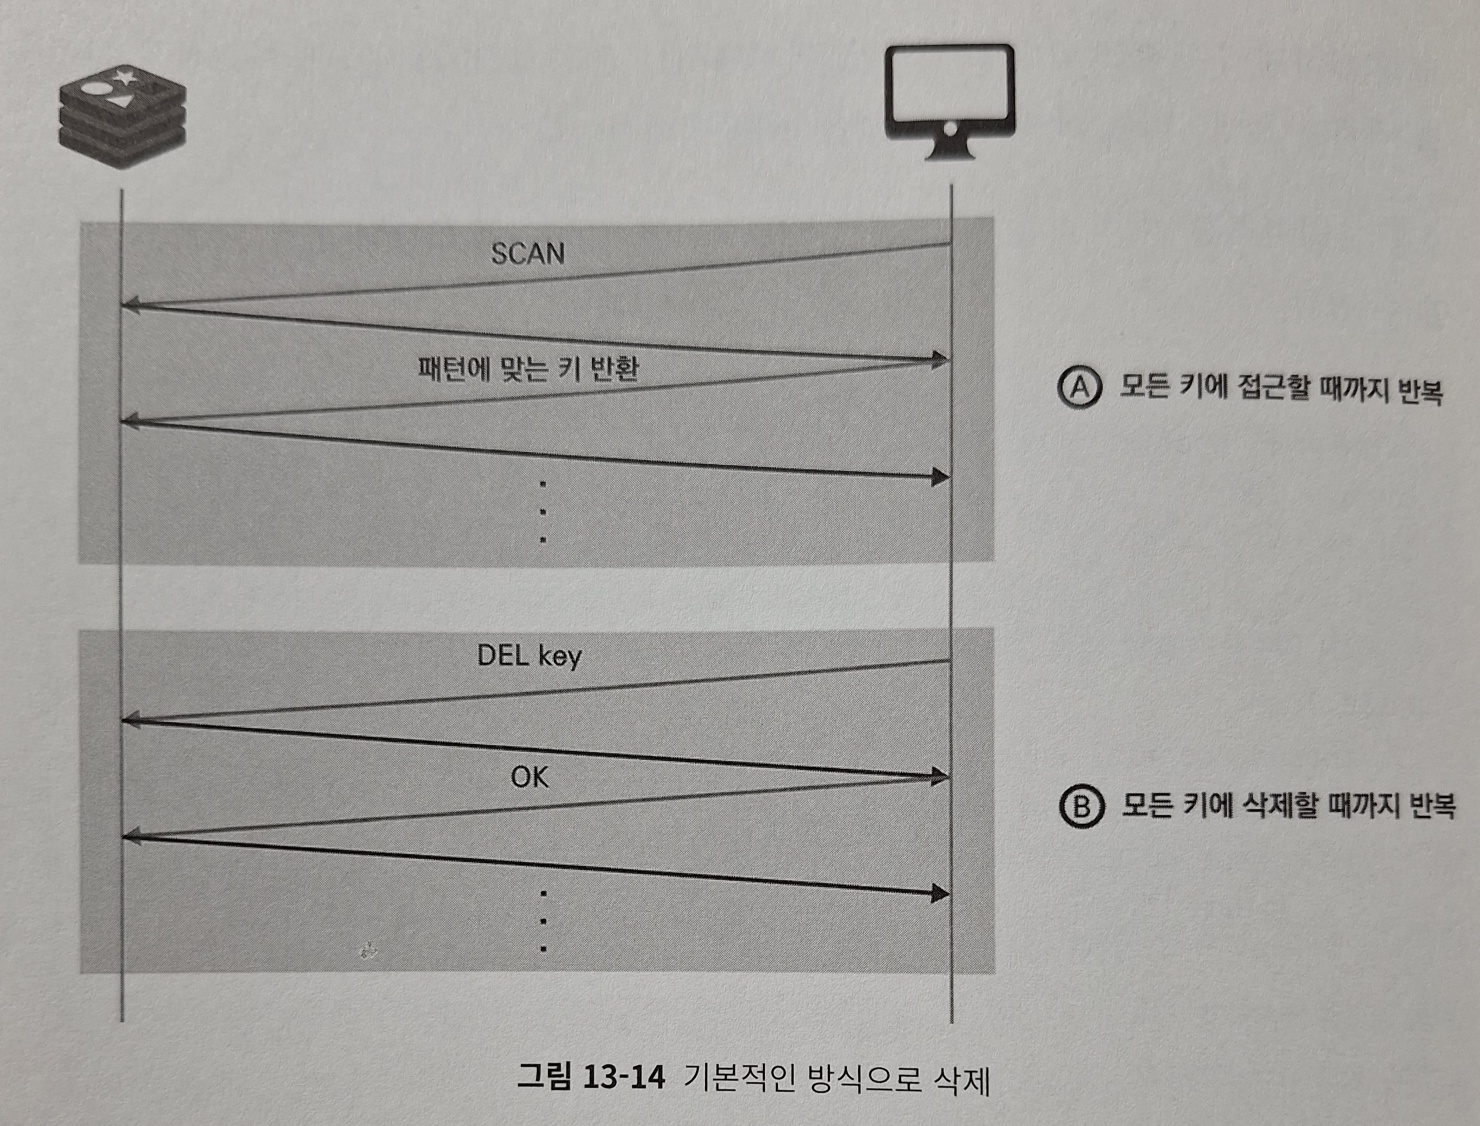 SCAN
패턴에 맞는 키 반환
Ⓐ 모든 키에 접근할 때까지 반복
DEL key
OK
Ⓑ 모든 키에 삭제할 때까지 반복
그림 13-14 기본적인 방식으로 삭제